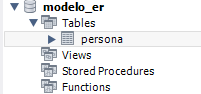 modelo_er
Tables
persona
Views
Stored Procedures
Functions